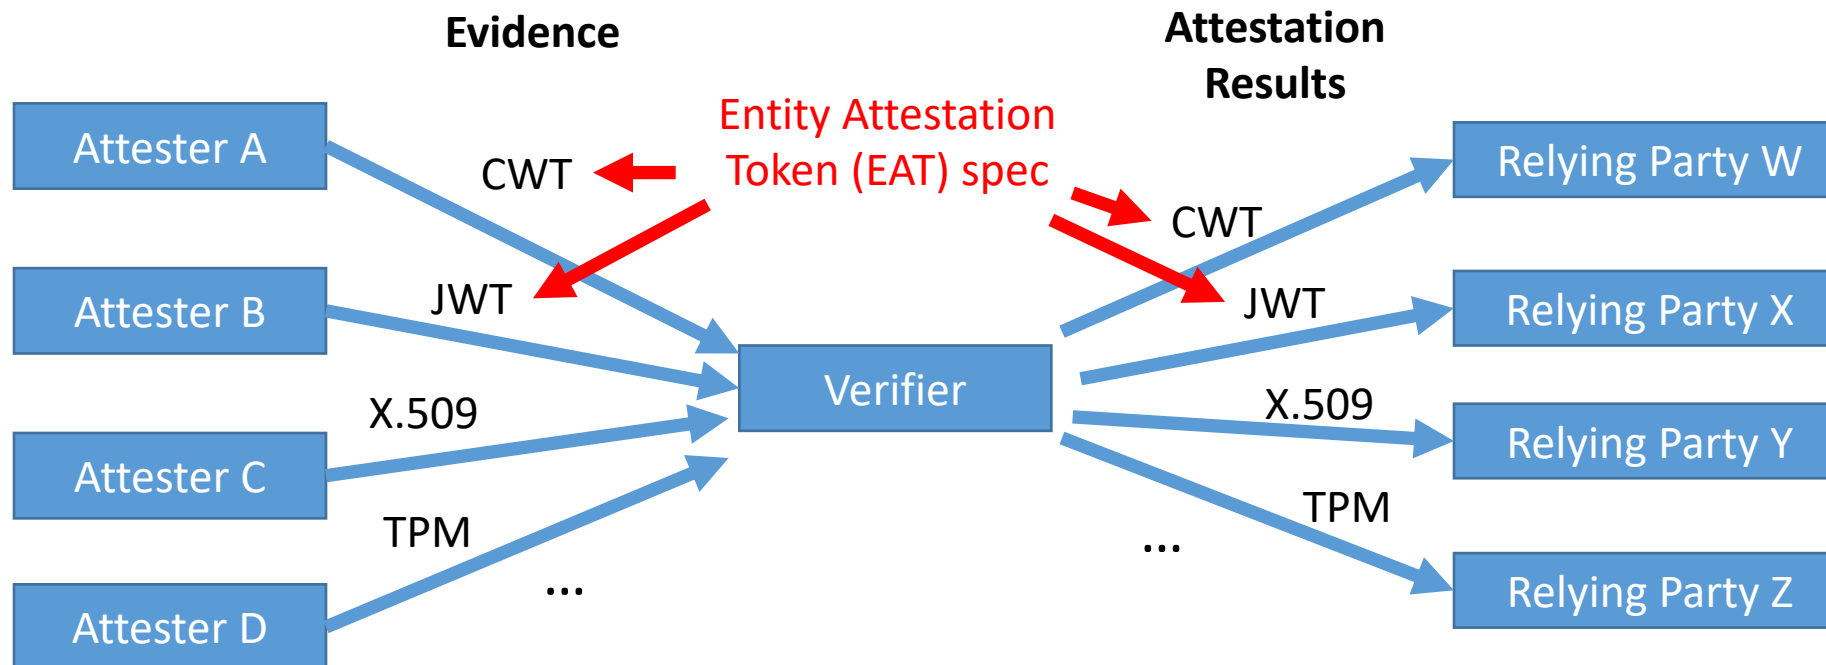 Evidence
Attestation
Results
Entity Attestation
Token (EAT) spec
Attester A
CWT
Relying Party W
CWT
Attester B
JWT
JWT
Relying Party X
Verifier
Attester C
X.509
X.509
Relying Party Y
TPM
TPM
...
...
Attester D
Relying Party Z